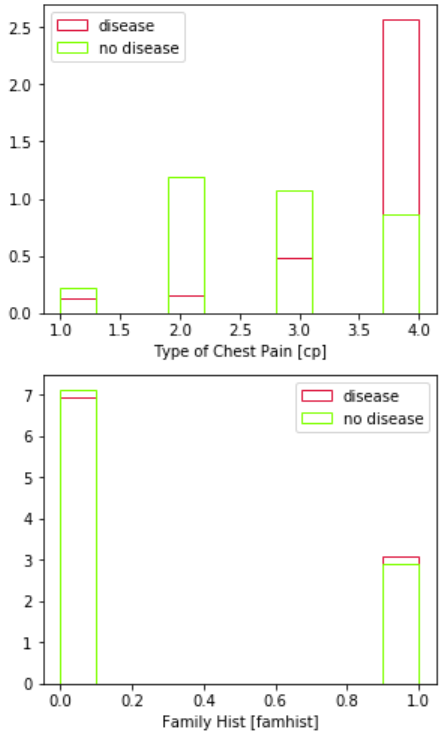 disease
no disease
2.5
2.0
1.5
1.0
0.5
0.0
1.0 1.5 2.0 2.5 3.0 3.5 4.0
Type of Chest Pain [cp]
disease
no disease
7
6
5
4
3
2
1
0
0.0 0.2 0.4 0.6 0.8 1.0
Family Hist [famhist]